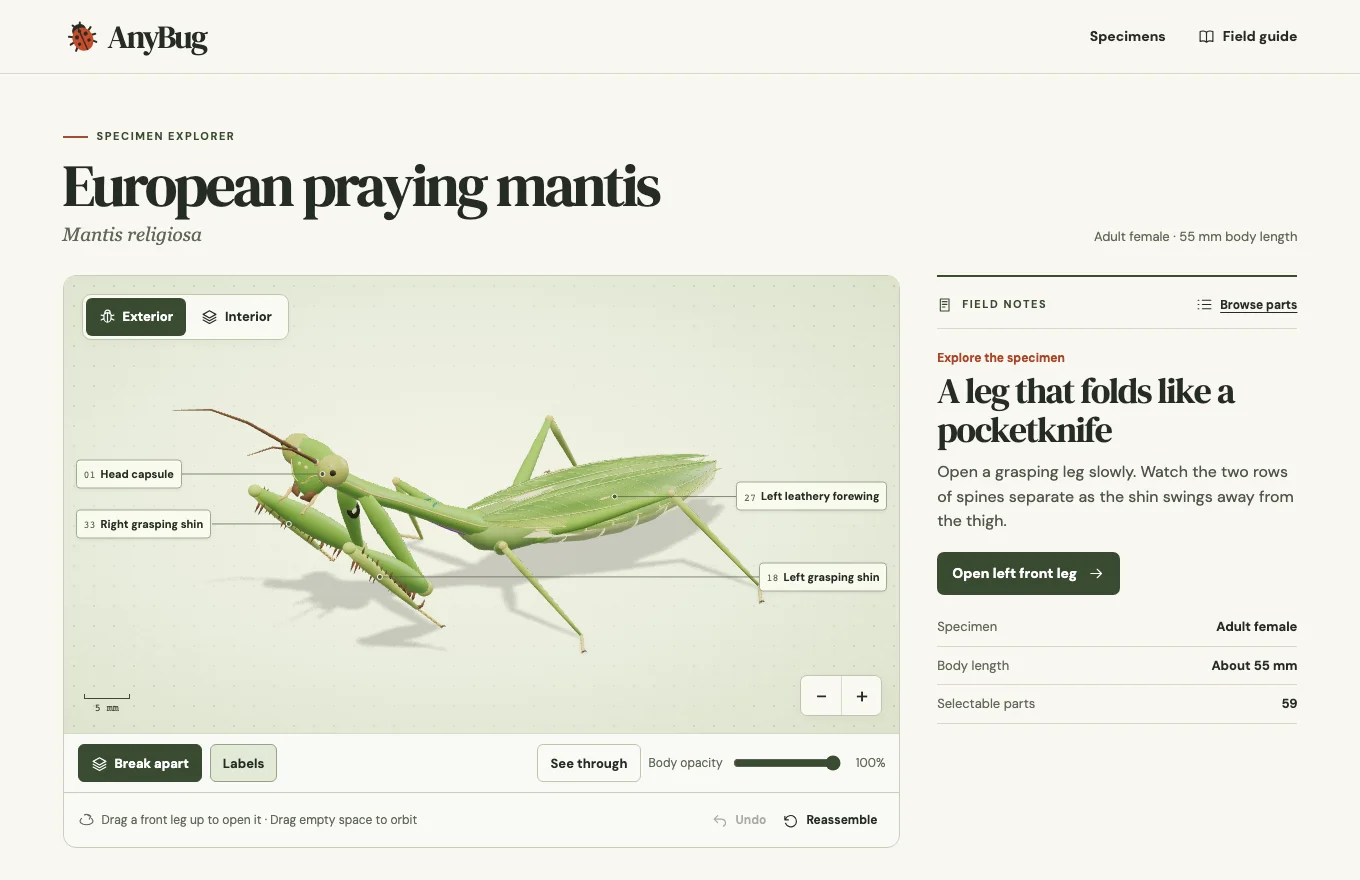 AnyBug
Specimens
Field guide
SPECIMEN EXPLORER
European praying mantis
Mantis religiosa
Adult female · 55 mm body length
Exterior
Interior
01 Head capsule
33 Right grasping shin
27 Left leathery forewing
18 Left grasping shin
5 mm
−
+
Break apart
Labels
See through
Body opacity
100%
Drag a front leg up to open it · Drag empty space to orbit
Undo
Reassemble
FIELD NOTES
Browse parts
Explore the specimen
A leg that folds like a
pocketknife
Open a grasping leg slowly. Watch the two rows
of spines separate as the shin swings away from
the thigh.
Open left front leg →
Specimen
Adult female
Body length
About 55 mm
Selectable parts
59